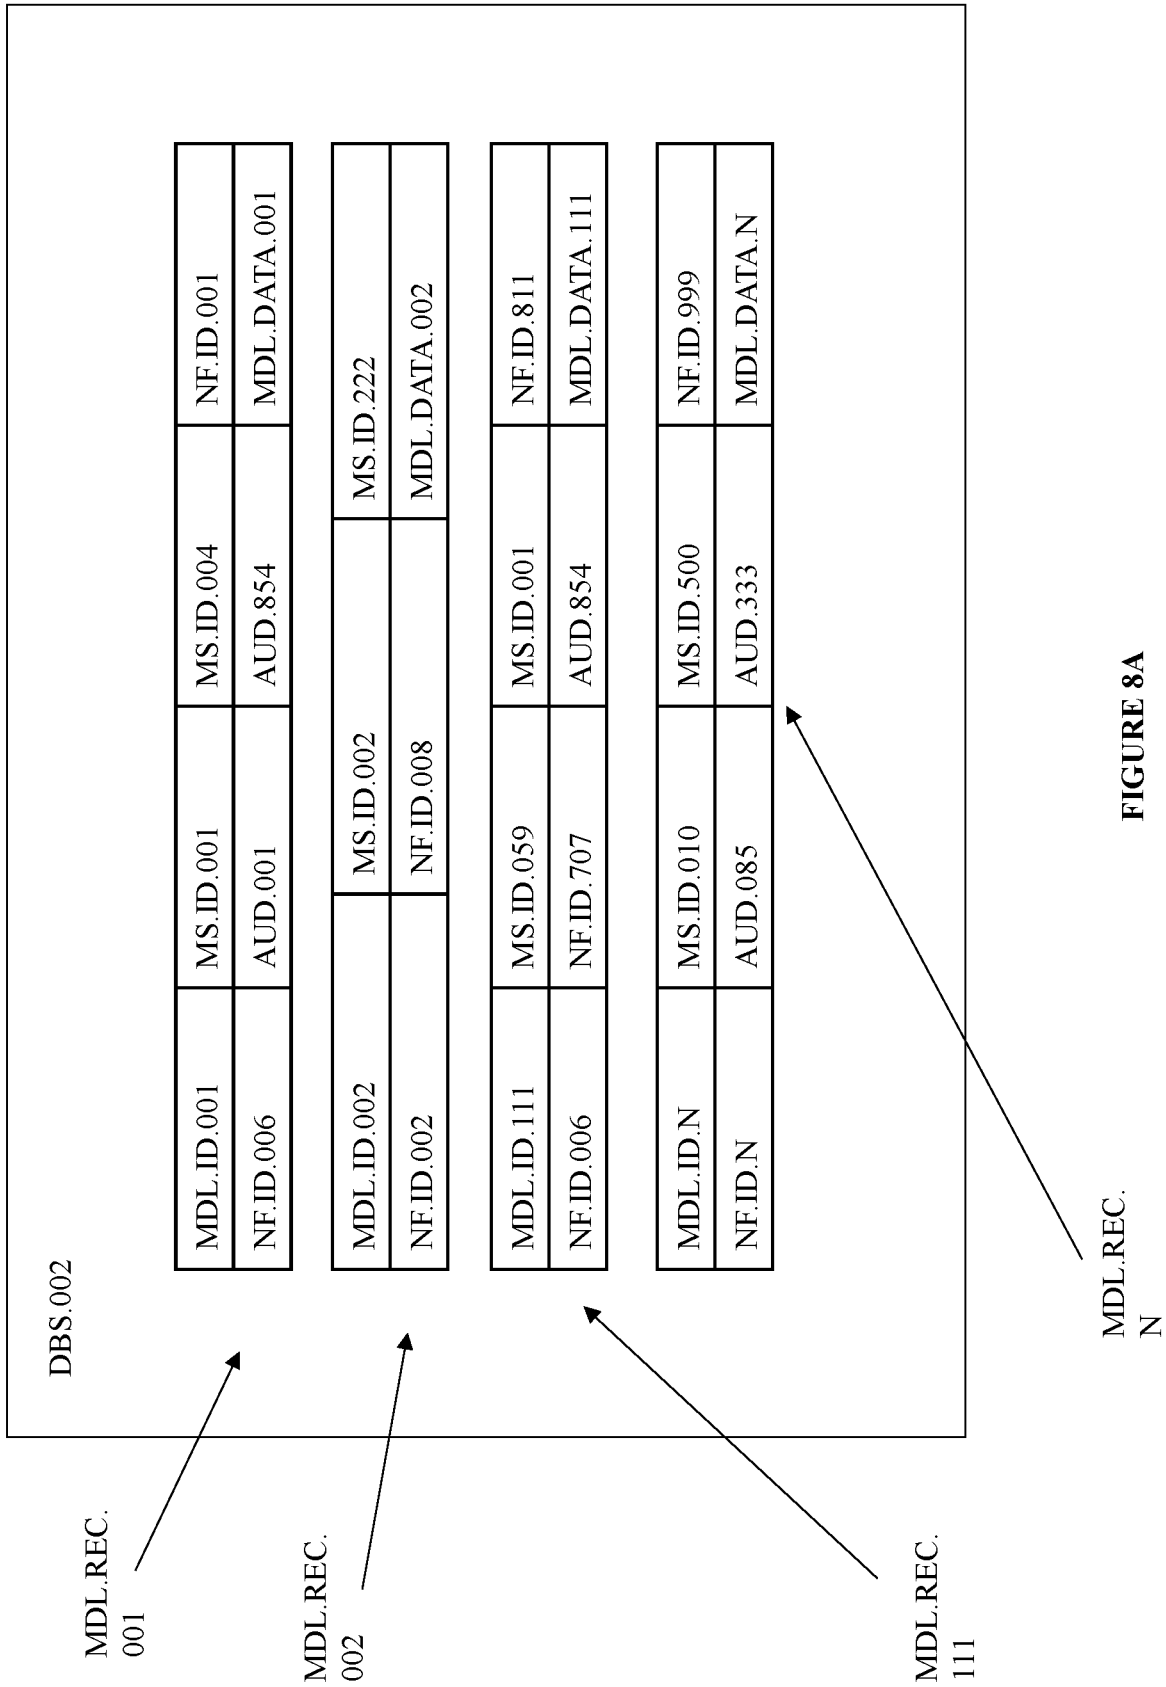 DBS.002
MDL.REC.
001
MDL.ID.001 MS.ID.001 MS.ID.004 NF.ID.001
NF.ID.006 AUD.001 AUD.854 MDL.DATA.001
MDL.REC.
002
MDL.ID.002 MS.ID.002 MS.ID.222
NF.ID.002 NF.ID.008 MDL.DATA.002
MDL.ID.111 MS.ID.059 MS.ID.001 NF.ID.811
NF.ID.006 NF.ID.707 AUD.854 MDL.DATA.111
MDL.ID.N MS.ID.010 MS.ID.500 NF.ID.999
NF.ID.N AUD.085 AUD.333 MDL.DATA.N
MDL.REC.
111
MDL.REC.
N
FIGURE 8A